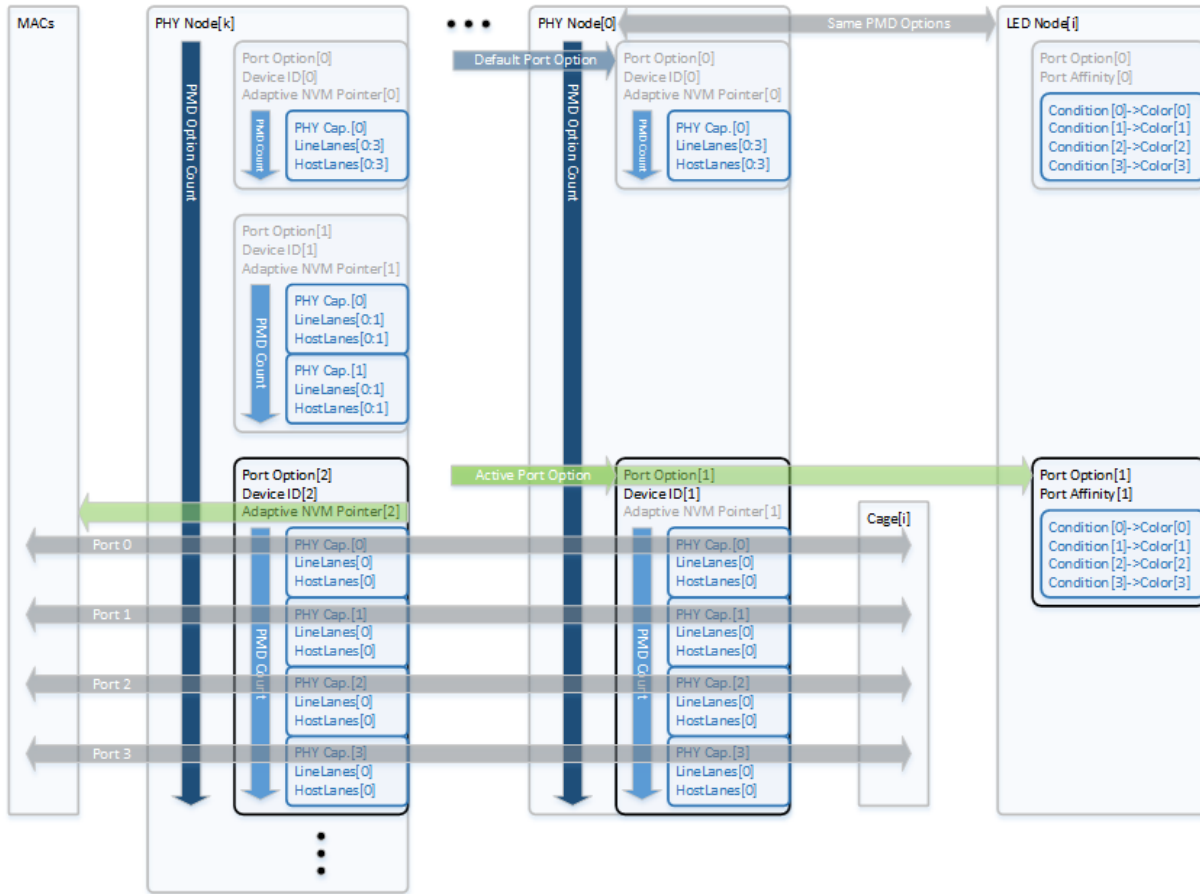 MACs
PHY Node[k]
PMD Option Count
Port Option[0]
Device ID[0]
Adaptive NVM Pointer[0]
PMD Count
PHY Cap.[0]
LineLanes[0:3]
HostLanes[0:3]
Port Option[1]
Device ID[1]
Adaptive NVM Pointer[1]
PMD Count
PHY Cap.[0]
LineLanes[0:1]
HostLanes[0:1]
PHY Cap.[1]
LineLanes[0:1]
HostLanes[0:1]
Port Option[2]
Device ID[2]
Adaptive NVM Pointer[2]
PMD Count
PHY Cap.[0]
LineLanes[0]
HostLanes[0]
PHY Cap.[1]
LineLanes[0]
HostLanes[0]
PHY Cap.[2]
LineLanes[0]
HostLanes[0]
PHY Cap.[3]
LineLanes[0]
HostLanes[0]
Port 0
Port 1
Port 2
Port 3
PHY Node[0]
Same PMD Options
Default Port Option
PMD Option Count
Port Option[0]
Device ID[0]
Adaptive NVM Pointer[0]
PMD Count
PHY Cap.[0]
LineLanes[0:3]
HostLanes[0:3]
Active Port Option
Port Option[1]
Device ID[1]
Adaptive NVM Pointer[1]
PMD Count
PHY Cap.[0]
LineLanes[0]
HostLanes[0]
PHY Cap.[1]
LineLanes[0]
HostLanes[0]
PHY Cap.[2]
LineLanes[0]
HostLanes[0]
PHY Cap.[3]
LineLanes[0]
HostLanes[0]
Cage[i]
LED Node[i]
Port Option[0]
Port Affinity[0]
Condition[0]->Color[0]
Condition[1]->Color[1]
Condition[2]->Color[2]
Condition[3]->Color[3]
Port Option[1]
Port Affinity[1]
Condition[0]->Color[0]
Condition[1]->Color[1]
Condition[2]->Color[2]
Condition[3]->Color[3]